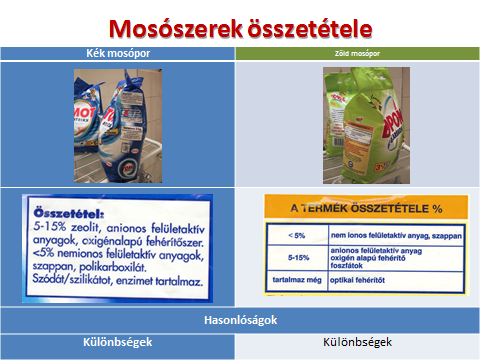 Mosószerek összetétele
Kék mosópor
Zöld mosópor
Összetétel:
5-15% zeolit, anionos felületaktív
anyagok, oxigénalapú fehérítőszer.
<5% nemionos felületaktív anyagok,
szappan, polikarboxilát.
Szódát/szilikátot, enzimet tartalmaz.
A TERMÉK ÖSSZETÉTELE %
< 5% nem ionos felületaktív anyag, szappan
5-15% anionos felületaktív anyag
oxigén alapú fehérítő
foszfátok
tartalmaz még optikai fehérítőt
Hasonlóságok
Különbségek
Különbségek